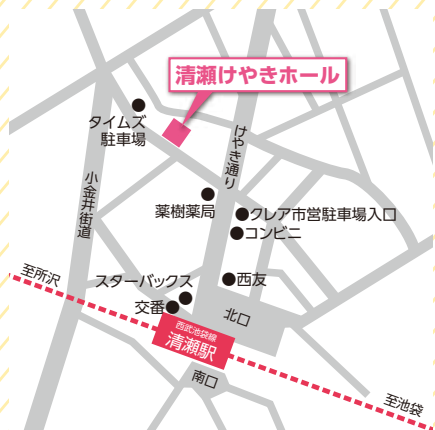 清瀬けやきホール
タイムズ
駐車場
けやき通り
小金井街道
薬樹薬局
クレア市営駐車場入口
コンビニ
至所沢
スターバックス
西友
交番
北口
西武池袋線
清瀬駅
南口
至池袋